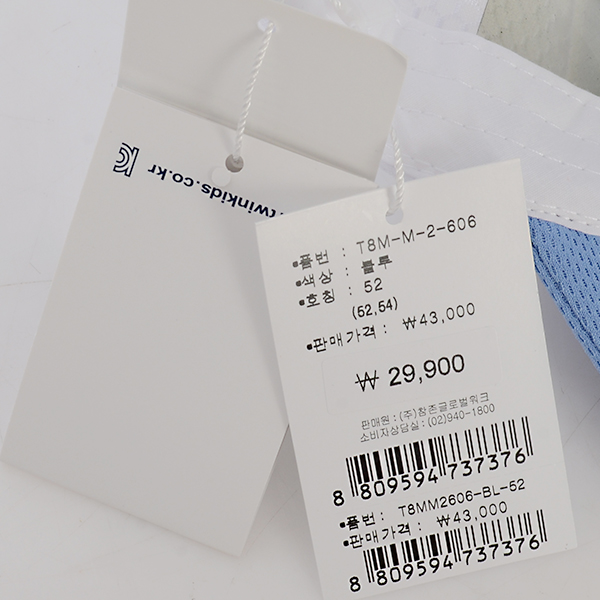 twinkids.co.kr
•품번 : T8M-M-2-606
•색상 : 블루
•호칭 : 52
(52,54)
•판매가격 : ₩43,000
₩ 29,900
판매원 : (주)참존글로벌워크
소비자상담실 : (02)940-1800
8 809594 737376
•품번 : T8MM2606-BL-52
•판매가격 : ₩43,000
8 809594 737376